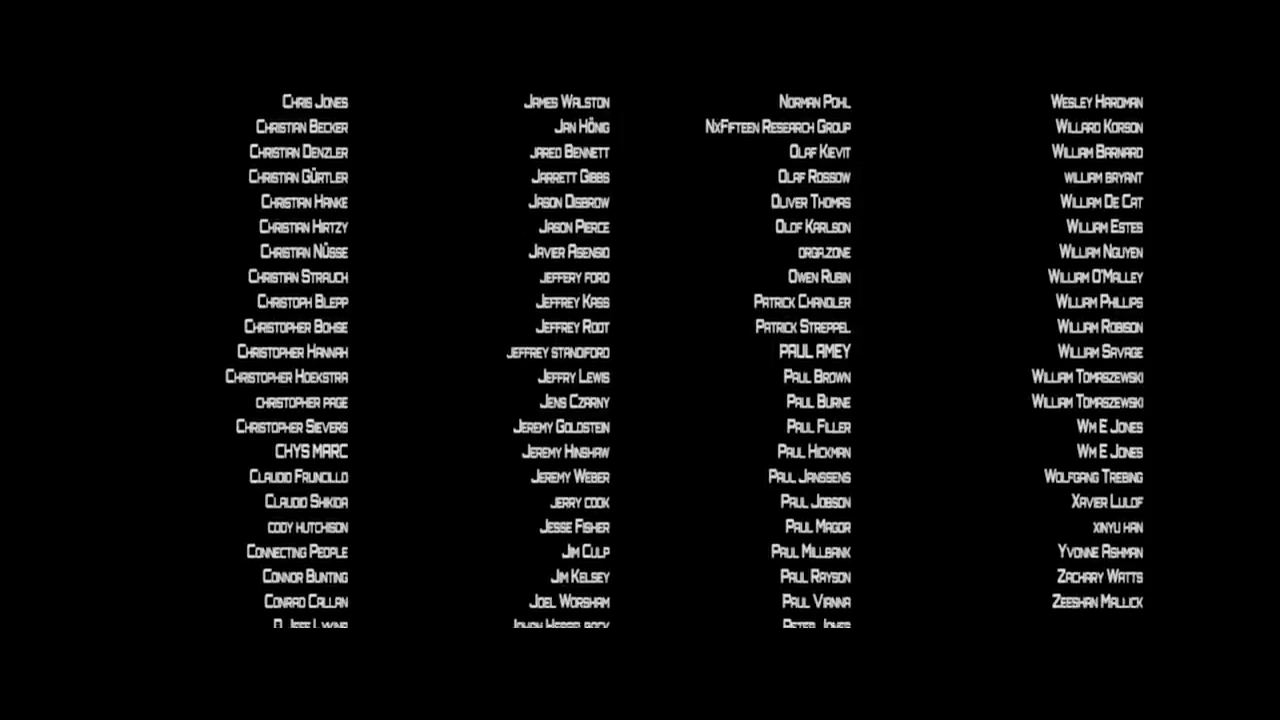 Chris Jones
Christian Becker
Christian Denzler
Christian Gürtler
Christian Hanke
Christian Hirtzy
Christian Nüsse
Christian Strauch
Christoph Blepp
Christopher Bohse
Christopher Hannah
Christopher Hoekstra
christopher page
Christopher Sievers
CHYS MARC
Claudio Fruncillo
Claudio Shikida
cody hutchison
Connecting People
Connor Bunting
Conrad Callan
James Walston
Jan Hönig
jared Bennett
Jarrett Gibbs
Jason Disbrow
Jason Pierce
Javier Asensio
jeffery ford
Jeffrey Kass
Jeffrey Root
jeffrey standford
Jeffry Lewis
Jens Czarny
Jeremy Goldstein
Jeremy Hinshaw
Jeremy Weber
jerry cook
Jesse Fisher
Jim Culp
Jim Kelsey
Joel Worsham
Norman Pohl
NxFifteen Research Group
Olaf Kievit
Olaf Rossow
Oliver Thomas
Olof Karlson
orga.zone
Owen Rubin
Patrick Chandler
Patrick Streppel
PAUL AMEY
Paul Brown
Paul Burne
Paul Filler
Paul Hickman
Paul Janssens
Paul Jobson
Paul Magor
Paul Millbank
Paul Rayson
Paul Vianna
Wesley Hardman
Willard Korson
William Barnard
william bryant
William De Cat
William Estes
William Nguyen
William O'Malley
William Phillips
William Robison
William Savage
William Tomaszewski
William Tomaszewski
Wm E Jones
Wm E Jones
Wolfgang Trebing
Xavier Lulof
xinyu han
Yvonne Ashman
Zachary Watts
Zeeshan Mallick